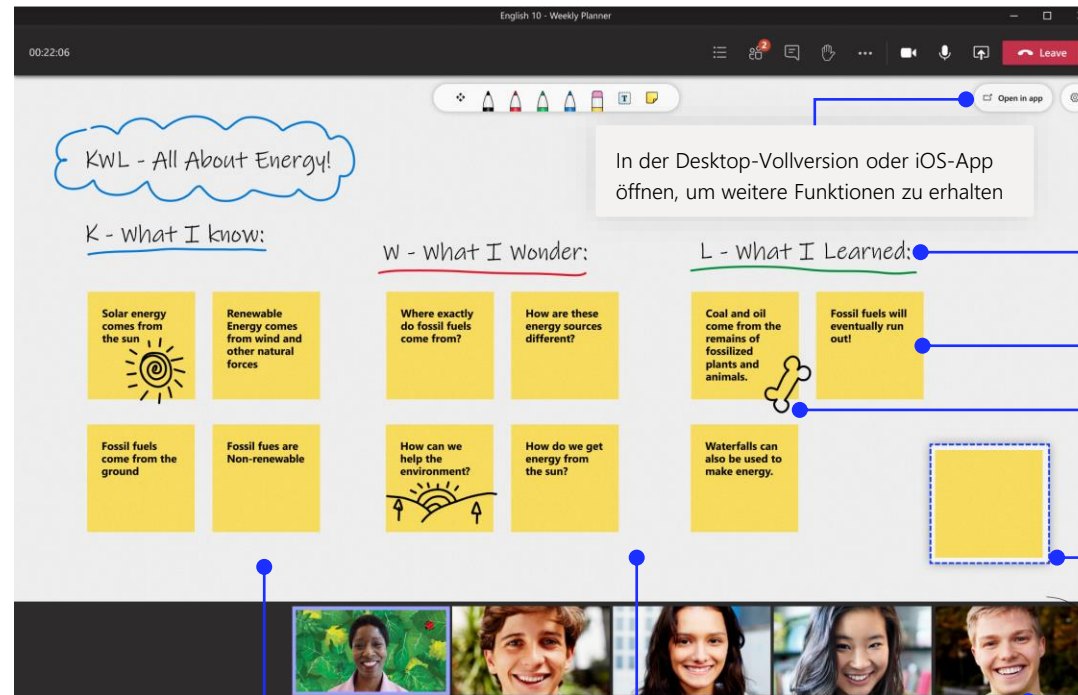 English 10 - Weekly Planner
00:22:06
2
Leave
T
Open in app
In der Desktop-Vollversion oder iOS-App
öffnen, um weitere Funktionen zu erhalten
KWL - All About Energy!
K - What I know:
W - What I Wonder:
L - What I Learned:
Solar energy
comes from
the sun
Renewable
Energy comes
from wind and
other natural
forces
Where exactly
do fossil fuels
come from?
How are these
energy sources
different?
Coal and oil
come from the
remains of
fossilized
plants and
animals.
Fossil fuels will
eventually run
out!
Fossil fuels
come from the
ground
Fossil fues are
Non-renewable
How can we
help the
environment?
How do we get
energy from
the sun?
Waterfalls can
also be used to
make energy.